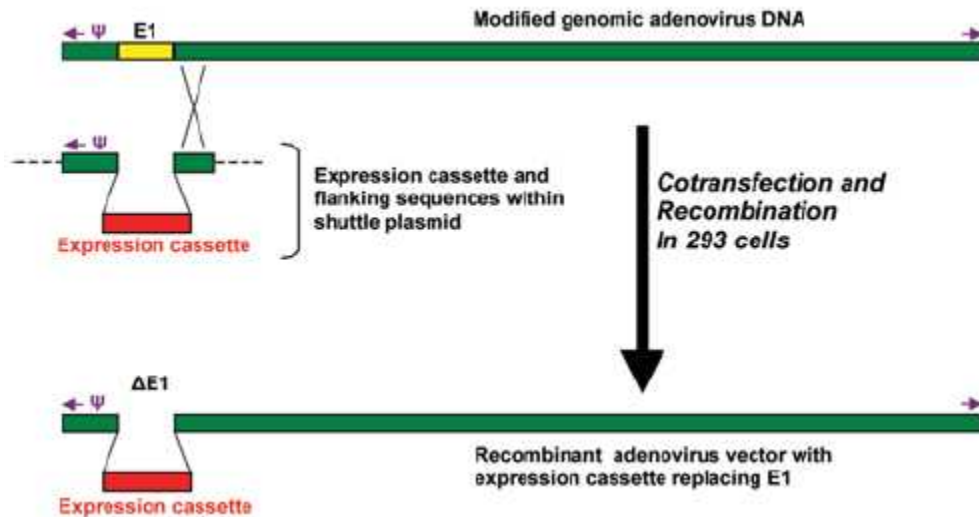 Modified genomic adenovirus DNA
Ψ E1
Ψ
Expression cassette and
flanking sequences within
shuttle plasmid
Expression cassette
Cotransfection and
Recombination
In 293 cells
ΔE1
Ψ
Recombinant adenovirus vector with
expression cassette replacing E1
Expression cassette